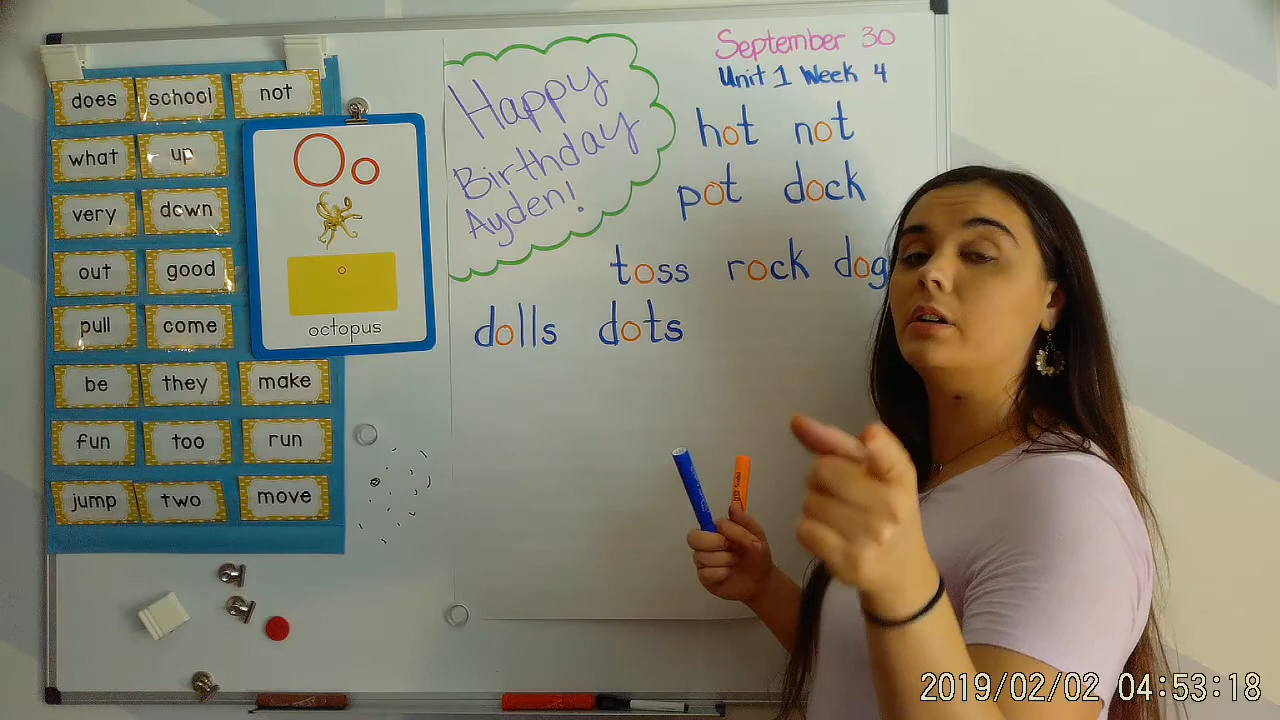 does school not
what up
very down
out good
pull come
be they make
fun too run
jump two move
Oo
o
octopus
Happy
Birthday
Ayden!
September 30
Unit 1 Week 4
hot not
pot dock
toss rock dog
dolls dots
2019/02/02 04:53:18